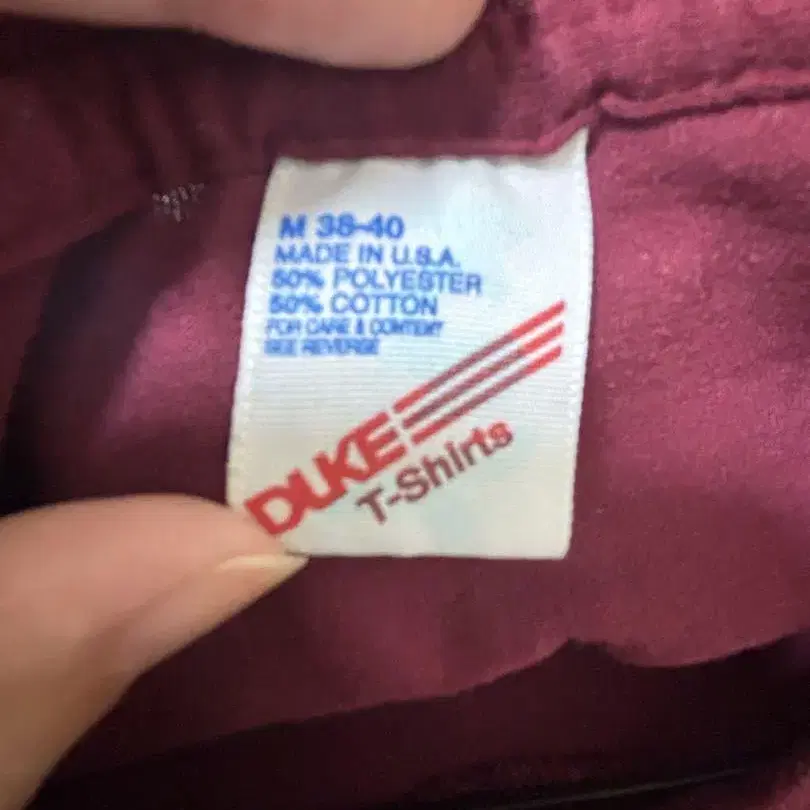 M 38-40
MADE IN U.S.A.
50% POLYESTER
50% COTTON
FOR CARE & CONTENT
SEE REVERSE
DUKE
T-Shirts